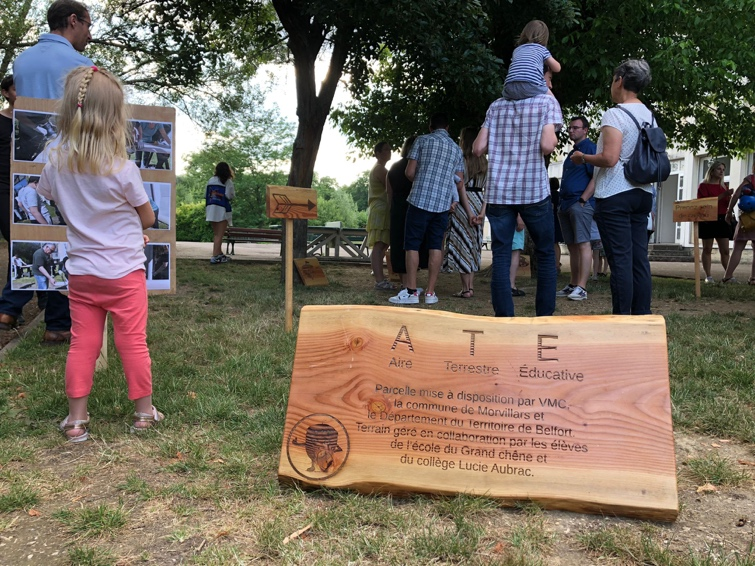 A T E
Aire Terrestre Éducative
Parcelle mise à disposition par VMC,
la commune de Morvillars et
le Département du Territoire de Belfort
Terrain géré en collaboration par les élèves
de l'école du Grand chêne et
du collège Lucie Aubrac.